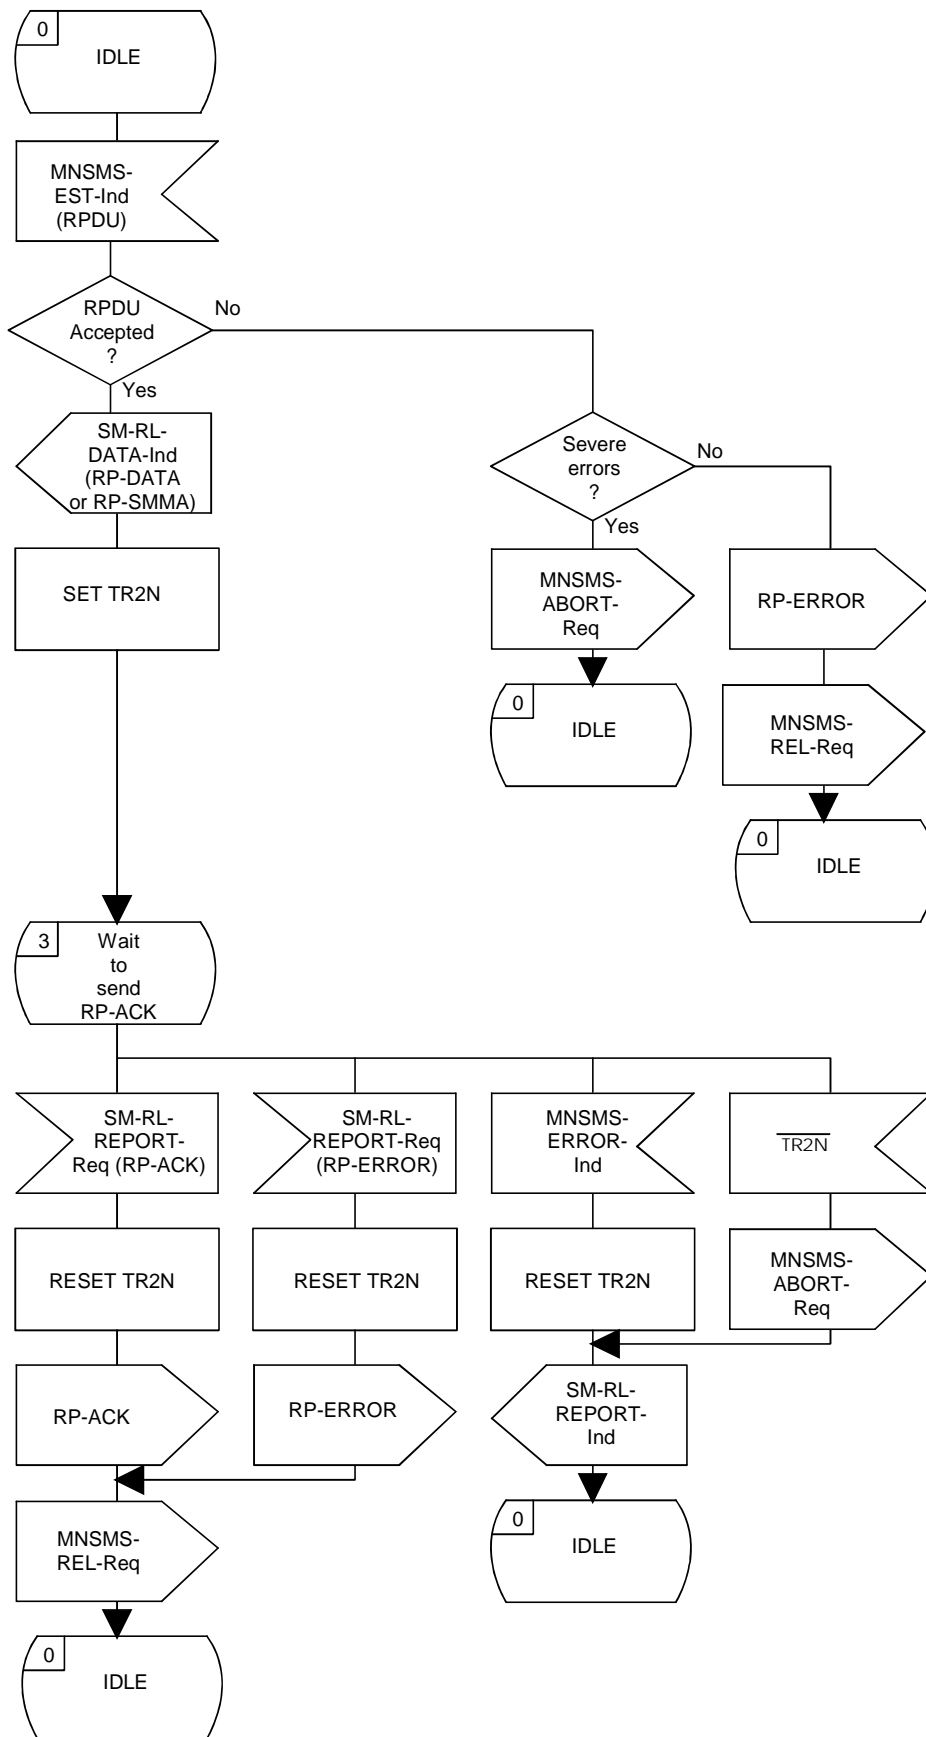 0
IDLE
MNSMS-
EST-Ind
(RPDU)
RPDU
Accepted
?
No
Yes
SM-RL-
DATA-Ind
(RP-DATA
or RP-SMMA)
SET TR2N
Severe
errors
?
No
Yes
MNSMS-
ABORT-
Req
RP-ERROR
0
IDLE
MNSMS-
REL-Req
0
IDLE
3
Wait
to
send
RP-ACK
SM-RL-
REPORT-
Req (RP-ACK)
SM-RL-
REPORT-Req
(RP-ERROR)
MNSMS-
ERROR-
Ind
TR2N
RESET TR2N
RESET TR2N
RESET TR2N
MNSMS-
ABORT-
Req
RP-ACK
RP-ERROR
SM-RL-
REPORT-
Ind
MNSMS-
REL-Req
0
IDLE
0
IDLE